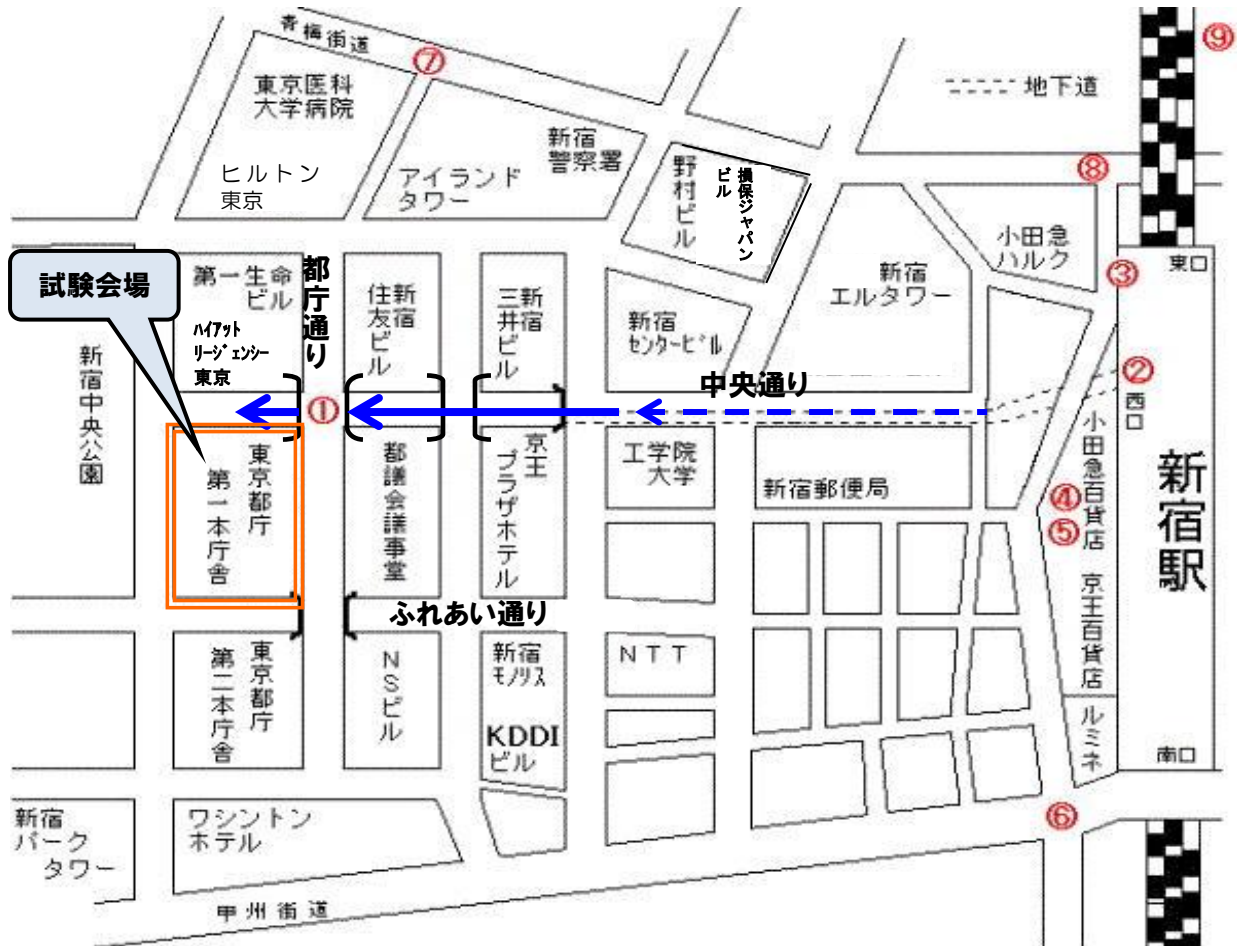 青梅街道
⑦
⑨
東京医科
大学病院
---- 地下道
新宿
警察署
野村ビル
損保ジャパン
ビル
ヒルトン
東京
アイランド
タワー
⑧
小田急
ハルク
東口
③
試験会場
第一生命
ビル
都庁通り
新宿
住友ビル
新宿
三井ビル
新宿
センタービル
新宿
エルタワー
ハイアット
リージェンシー
東京
新宿中央公園
①
中央通り
②
西口
小田急百貨店
東京都庁
第一本庁舎
都議会議事堂
京王
プラザホテル
工学院
大学
新宿郵便局
④
⑤
新宿駅
京王百貨店
ふれあい通り
東京都庁
第二本庁舎
NSビル
新宿
モノリス
KDDI
ビル
NTT
ルミネ
南口
新宿
パーク
タワー
ワシントン
ホテル
⑥
甲州街道